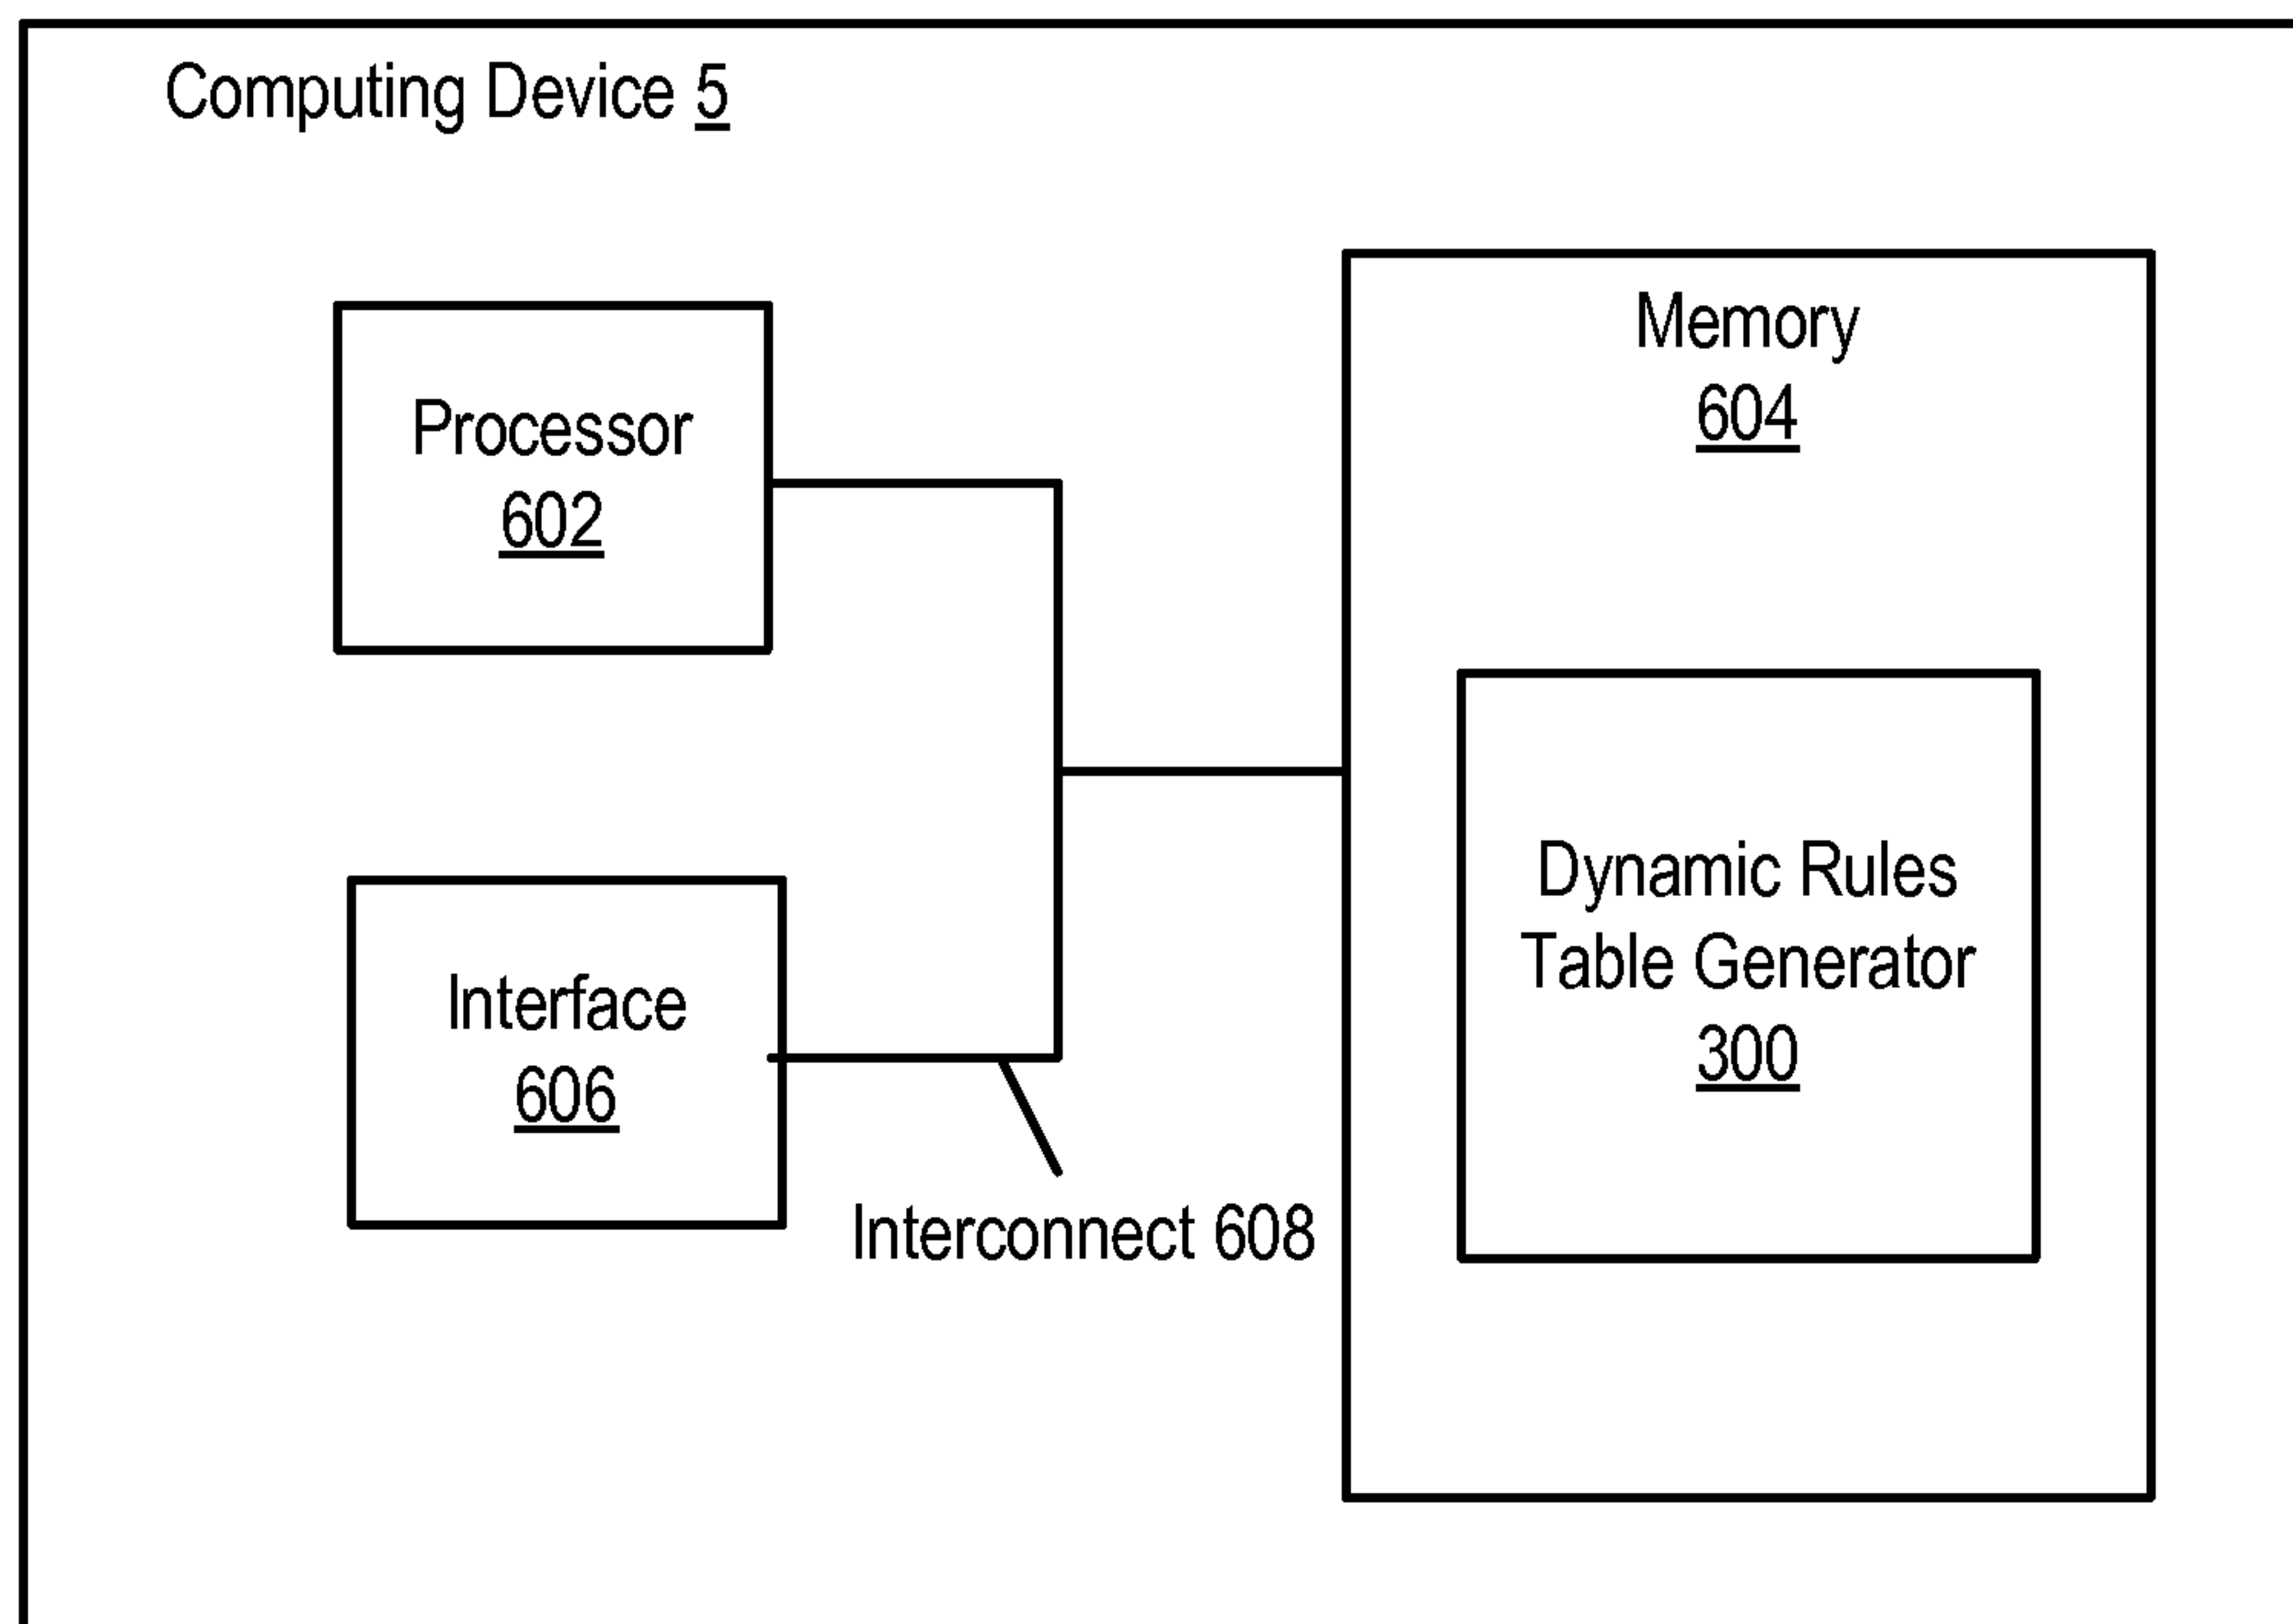 Computing Device 5
Processor
602
Memory
604
Interface
606
Interconnect 608
Dynamic Rules
Table Generator
300